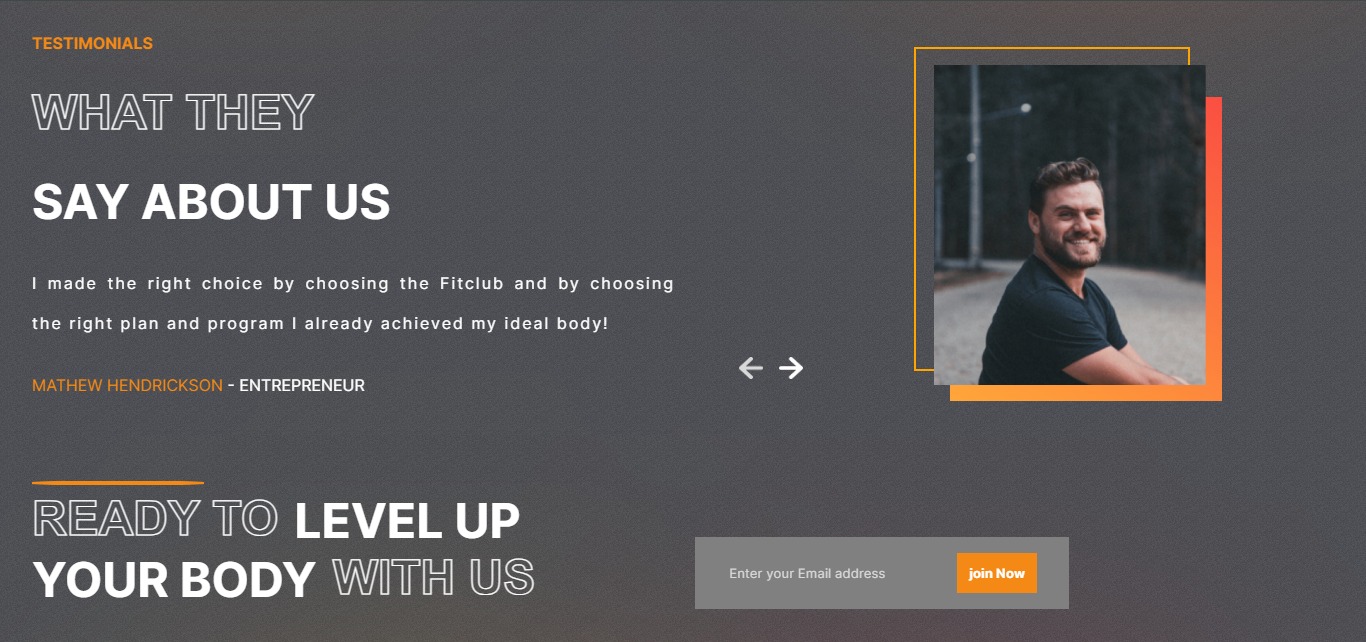 TESTIMONIALS
WHAT THEY
SAY ABOUT US
I made the right choice by choosing the Fitclub and by choosing
the right plan and program I already achieved my ideal body!
MATHEW HENDRICKSON - ENTREPRENEUR
READY TO LEVEL UP
YOUR BODY WITH US
Enter your Email address
join Now